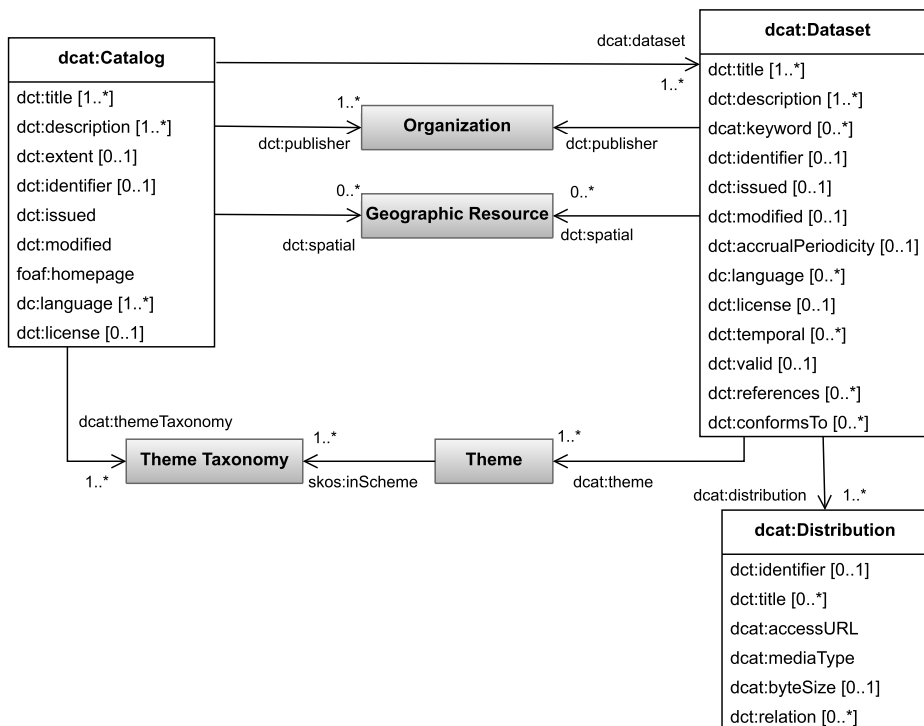 dcat:Catalog
dct:title [1..*]
dct:description [1..*]
dct:extent [0..1]
dct:identifier [0..1]
dct:issued
dct:modified
foaf:homepage
dc:language [1..*]
dct:license [0..1]
dcat:dataset
1..*
dcat:Dataset
dct:title [1..*]
dct:description [1..*]
dcat:keyword [0..*]
dct:identifier [0..1]
dct:issued [0..1]
dct:modified [0..1]
dct:accrualPeriodicity [0..1]
dc:language [0..*]
dct:license [0..1]
dct:temporal [0..*]
dct:valid [0..1]
dct:references [0..*]
dct:conformsTo [0..*]
1..*
Organization
dct:publisher
dct:publisher
0..*
0..*
Geographic Resource
dct:spatial
dct:spatial
dcat:themeTaxonomy
1..*
Theme Taxonomy
1..*
skos:inScheme
Theme
1..*
dcat:theme
dcat:distribution
1..*
dcat:Distribution
dct:identifier [0..1]
dct:title [0..*]
dcat:accessURL
dcat:mediaType
dcat:byteSize [0..1]
dct:relation [0..*]